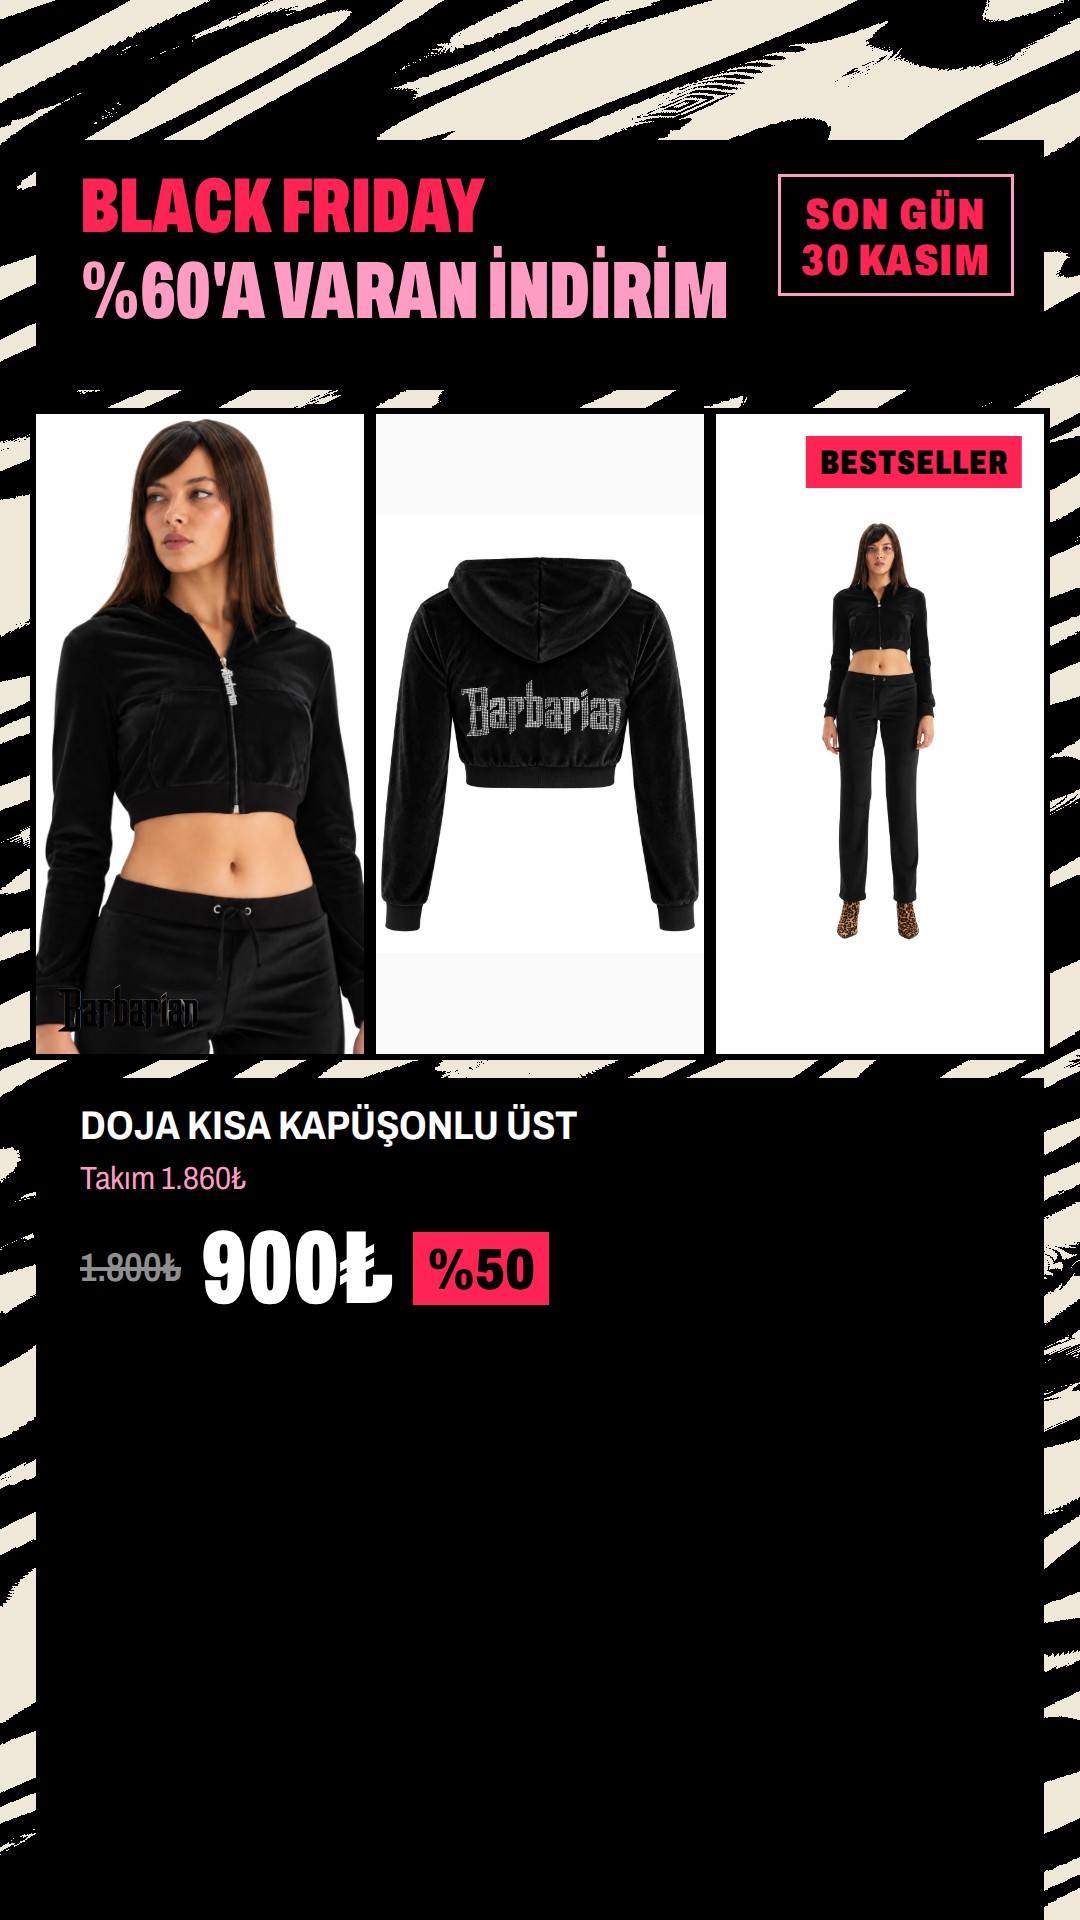 BLACK FRIDAY
%60'A VARAN İNDİRİM
SON GÜN
30 KASIM
BESTSELLER
Barbarian
Barbarian
Barbarian
DOJA KISA KAPÜŞONLU ÜST
Takım 1.860₺
1.800₺ 900₺ %50